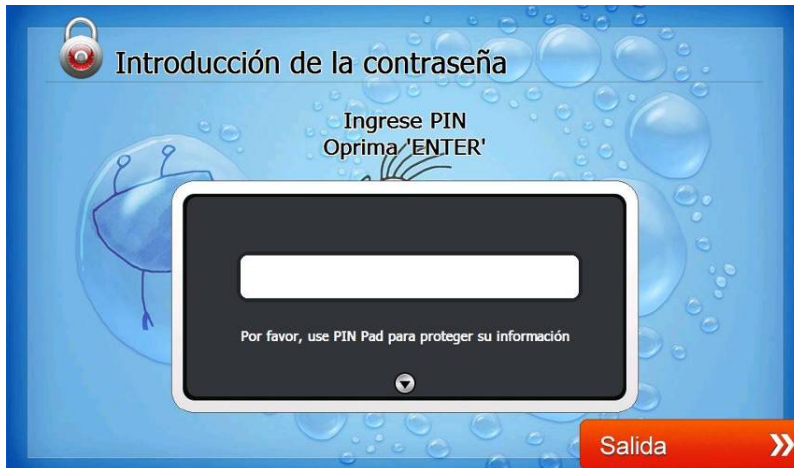 Introducción de la contraseña
Ingrese PIN
Oprima 'ENTER'
Por favor, use PIN Pad para proteger su información
Salida